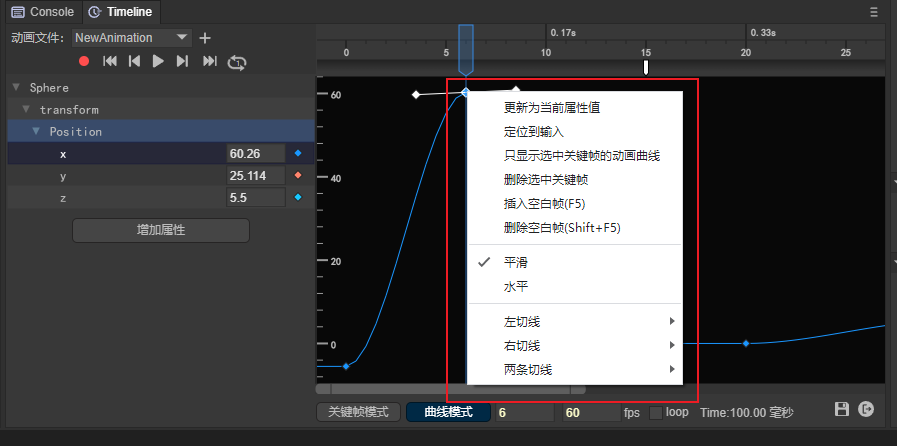 Console Timeline
动画文件: NewAnimation
0.17s 0.33s
0 5 10 15 20 25
Sphere
transform
Position
x 60.26
y 25.114
z 5.5
增加属性
60
40
20
0
更新为当前属性值
定位到输入
只显示选中关键帧的动画曲线
删除选中关键帧
插入空白帧(F5)
删除空白帧(Shift+F5)
平滑
水平
左切线
右切线
两条切线
关键帧模式 曲线模式 6 60 fps loop Time:100.00 毫秒